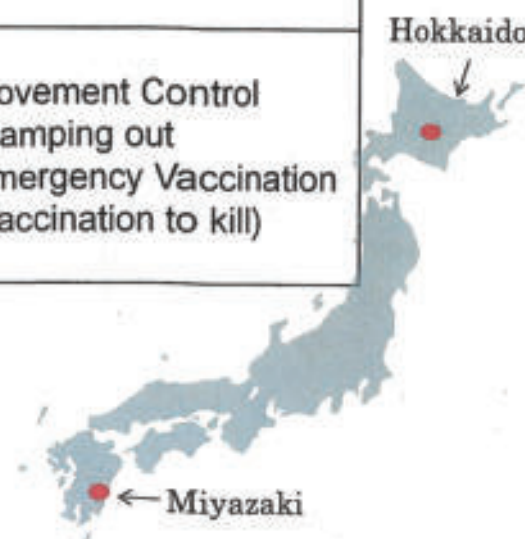 Hokkaido
ovement Control
amping out
mergency Vaccination
accination to kill)
Miyazaki